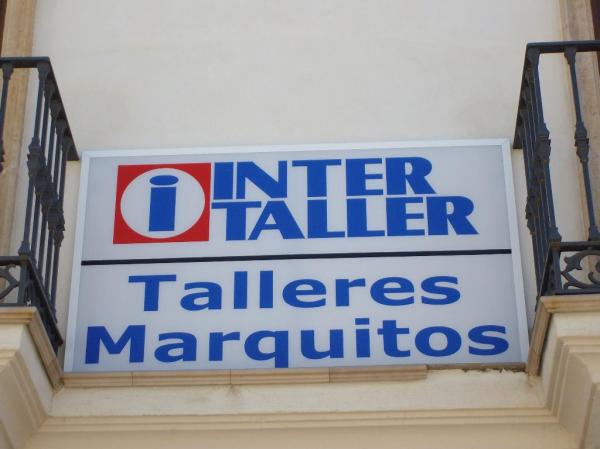 i INTER
TALLER
Talleres
Marquitos